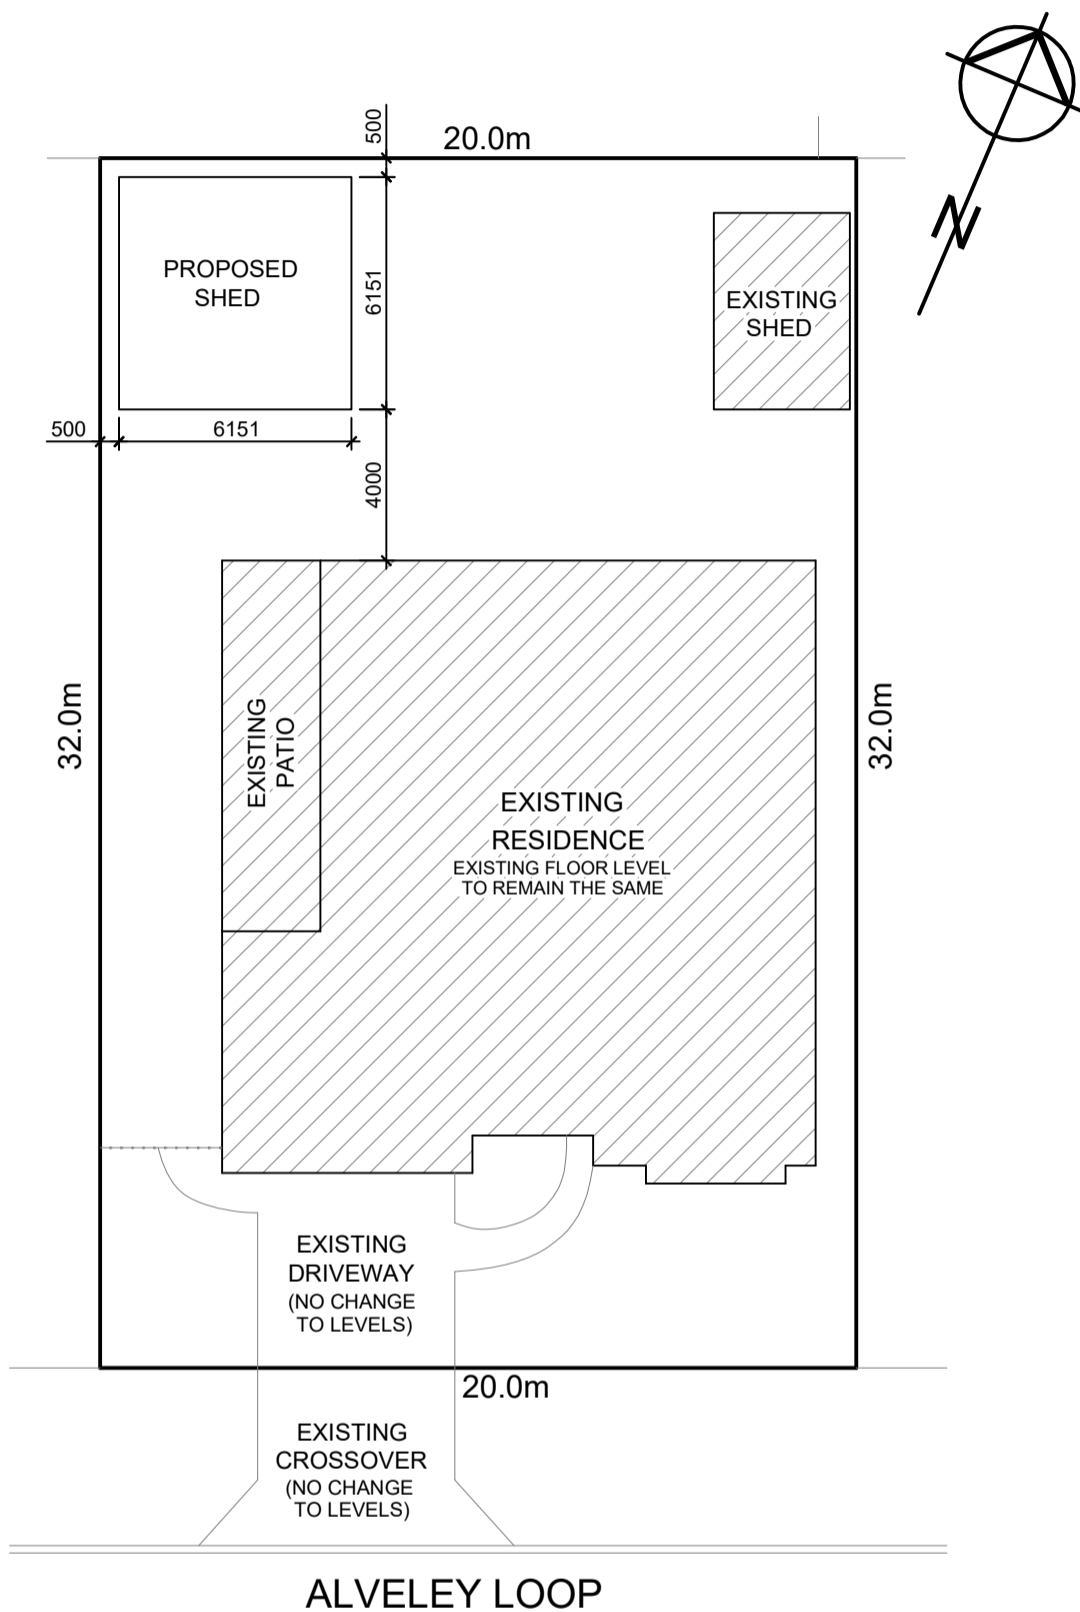 500
20.0m
N
PROPOSED
SHED
6151
EXISTING
SHED
500
6151
4000
32.0m
EXISTING
PATIO
32.0m
EXISTING
RESIDENCE
EXISTING FLOOR LEVEL
TO REMAIN THE SAME
EXISTING
DRIVEWAY
(NO CHANGE
TO LEVELS)
20.0m
EXISTING
CROSSOVER
(NO CHANGE
TO LEVELS)
ALVELEY LOOP